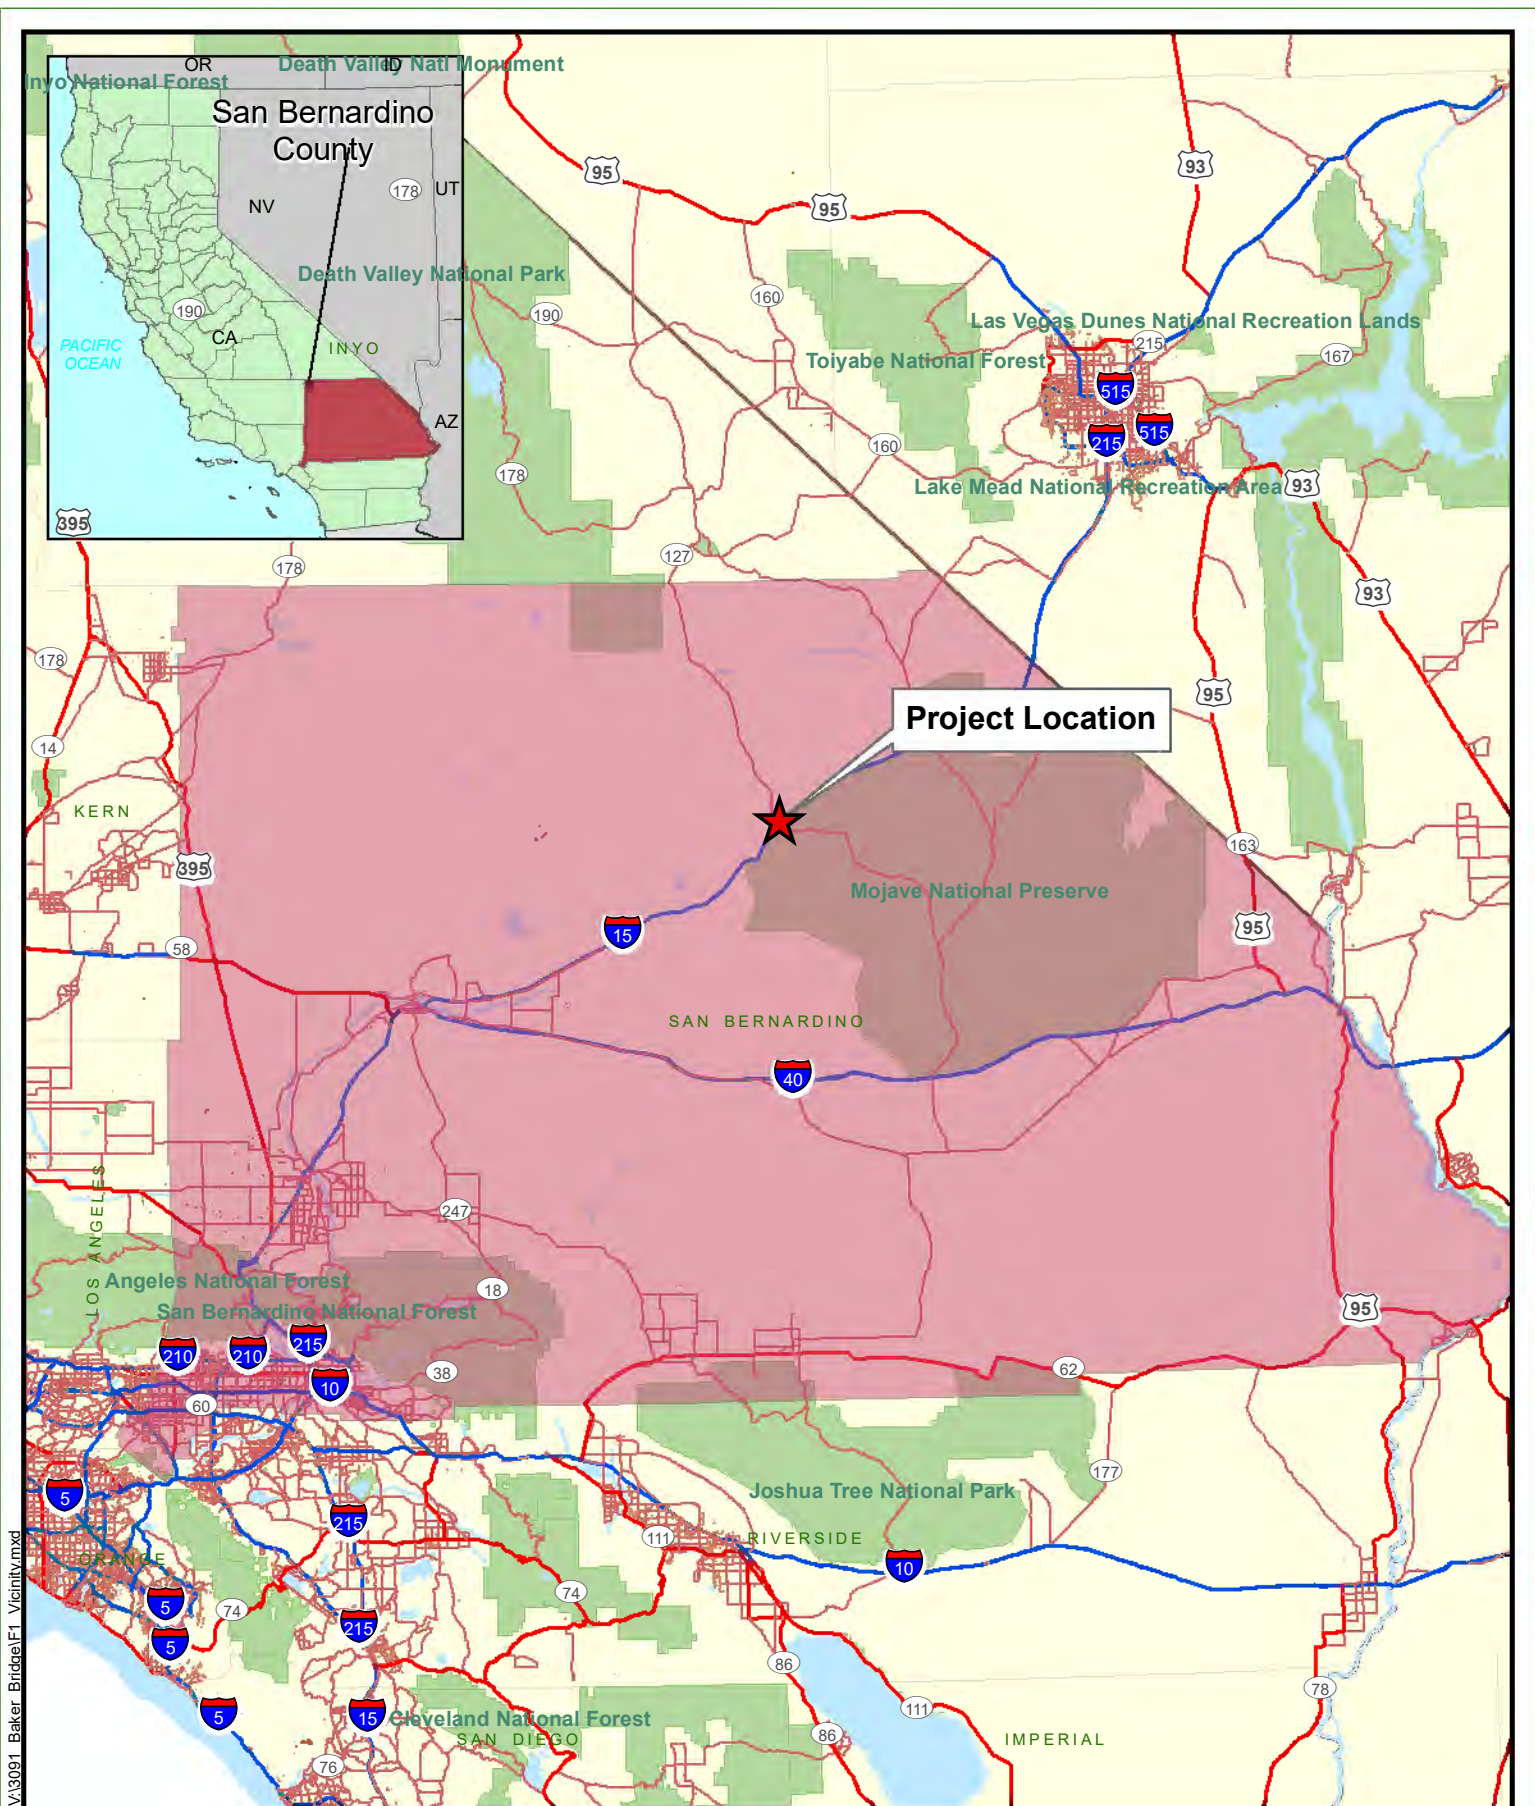 OR
ID
Death Valley Natl Monument
Inyo National Forest
San Bernardino
County
95
93
178
UT
NV
95
Death Valley National Park
160
190
190
CA
INYO
PACIFIC
OCEAN
Las Vegas Dunes National Recreation Lands
215
167
Toiyabe National Forest
515
AZ
515
215
160
178
Lake Mead National Recreation Area
93
395
127
178
93
178
95
Project Location
14
KERN
163
395
Mojave National Preserve
95
15
58
SAN BERNARDINO
40
LOS ANGELES
247
Angeles National Forest
18
San Bernardino National Forest
95
210
210
215
62
38
10
60
177
Joshua Tree National Park
5
215
111
RIVERSIDE
ORANGE
10
74
5
74
215
5
86
78
111
5
15
Cleveland National Forest
SAN DIEGO
86
IMPERIAL
76
V:\3091_Baker_Bridge\F1_Vicinity.mxd